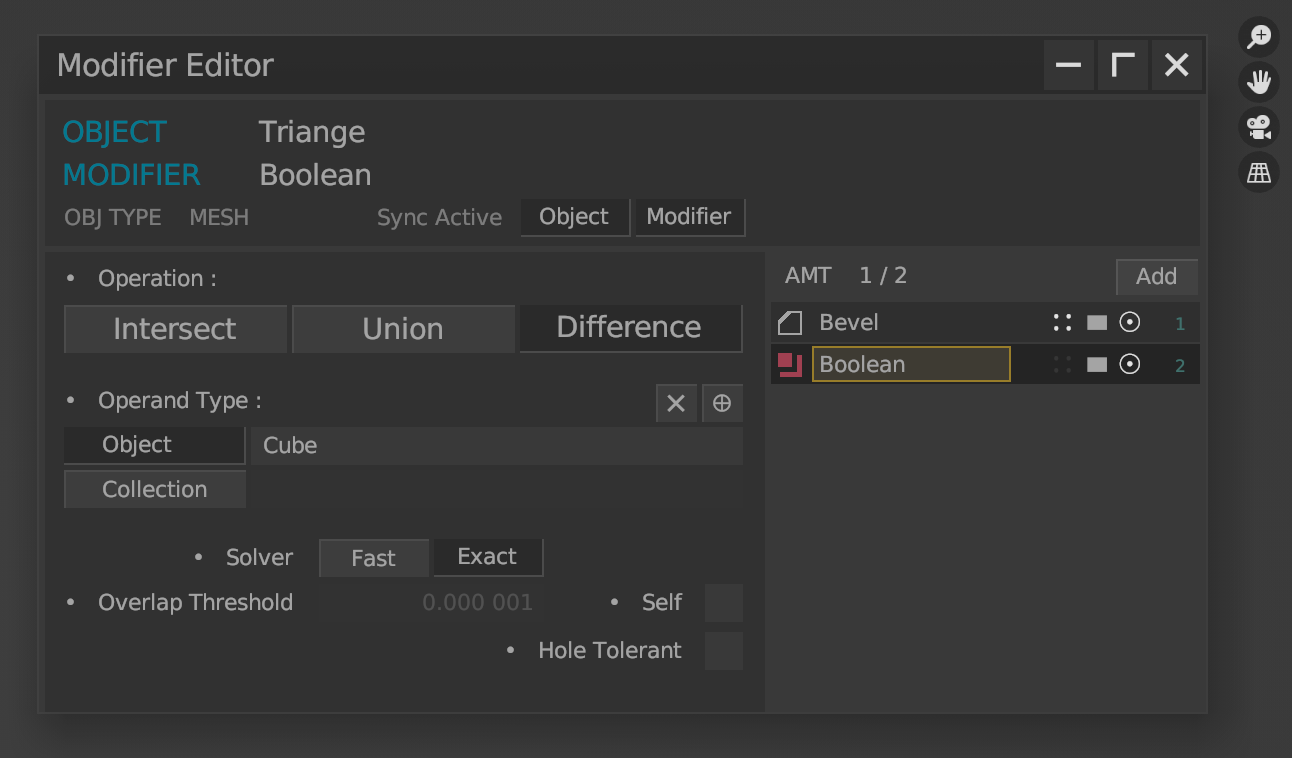 Modifier Editor
OBJECT Triange
MODIFIER Boolean
OBJ TYPE MESH Sync Active Object Modifier
• Operation :
Intersect Union Difference
• Operand Type :
Object Cube
Collection
• Solver Fast Exact
• Overlap Threshold 0.000 001 • Self
• Hole Tolerant
AMT 1 / 2 Add
Bevel 1
Boolean 2